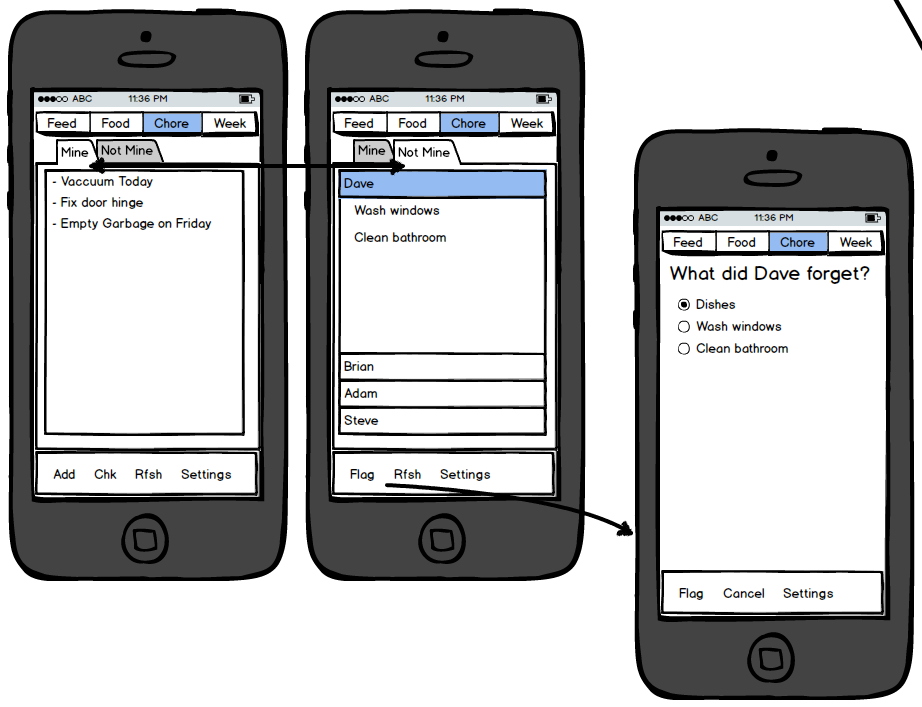 ABC 11:36 PM
Feed Food Chore Week
Mine Not Mine
- Vaccuum Today
- Fix door hinge
- Empty Garbage on Friday
Add Chk Rfsh Settings
ABC 11:36 PM
Feed Food Chore Week
Mine Not Mine
Dave
Wash windows
Clean bathroom
Brian
Adam
Steve
Flag Rfsh Settings
ABC 11:36 PM
Feed Food Chore Week
What did Dave forget?
Dishes
Wash windows
Clean bathroom
Flag Cancel Settings